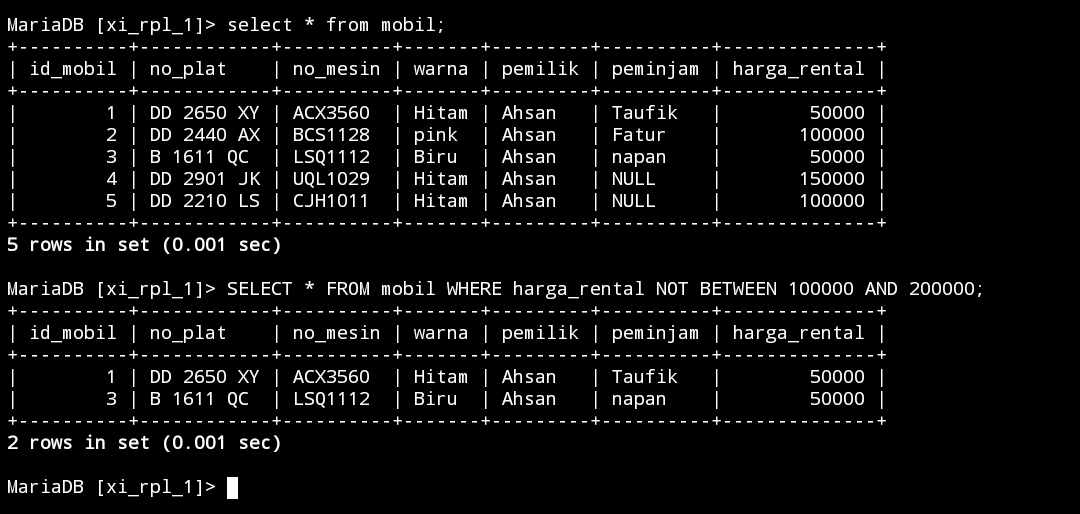 MariaDB [xi_rpl_1]> select * from mobil;
+----------+------------+----------+-------+---------+----------+--------------+
| id_mobil | no_plat    | no_mesin | warna | pemilik | peminjam | harga_rental |
+----------+------------+----------+-------+---------+----------+--------------+
|        1 | DD 2650 XY | ACX3560  | Hitam | Ahsan   | Taufik   |        50000 |
|        2 | DD 2440 AX | BCS1128  | pink  | Ahsan   | Fatur    |       100000 |
|        3 | B 1611 QC  | LSQ1112  | Biru  | Ahsan   | napan    |        50000 |
|        4 | DD 2901 JK | UQL1029  | Hitam | Ahsan   | NULL     |       150000 |
|        5 | DD 2210 LS | CJH1011  | Hitam | Ahsan   | NULL     |       100000 |
+----------+------------+----------+-------+---------+----------+--------------+
5 rows in set (0.001 sec)
MariaDB [xi_rpl_1]> SELECT * FROM mobil WHERE harga_rental NOT BETWEEN 100000 AND 200000;
+----------+------------+----------+-------+---------+----------+--------------+
| id_mobil | no_plat    | no_mesin | warna | pemilik | peminjam | harga_rental |
+----------+------------+----------+-------+---------+----------+--------------+
|        1 | DD 2650 XY | ACX3560  | Hitam | Ahsan   | Taufik   |        50000 |
|        3 | B 1611 QC  | LSQ1112  | Biru  | Ahsan   | napan    |        50000 |
+----------+------------+----------+-------+---------+----------+--------------+
2 rows in set (0.001 sec)
MariaDB [xi_rpl_1]>